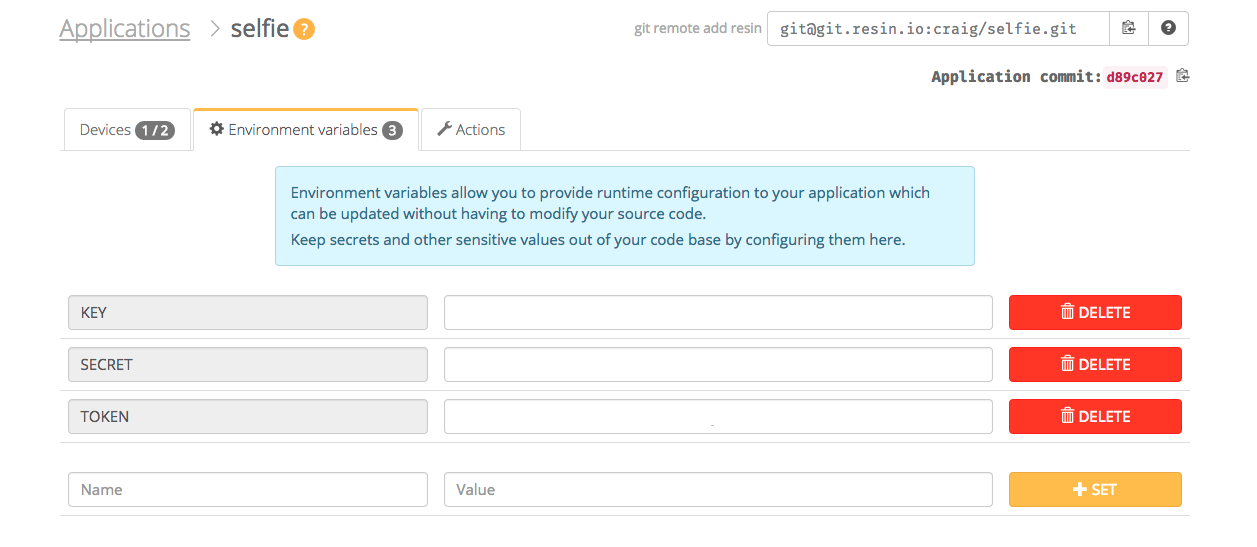 Applications > selfie ?
git remote add resin git@git.resin.io:craig/selfie.git ?
Application commit: d89c027
Devices 1/2 Environment variables 3 Actions
Environment variables allow you to provide runtime configuration to your application which
can be updated without having to modify your source code.
Keep secrets and other sensitive values out of your code base by configuring them here.
KEY DELETE
SECRET DELETE
TOKEN DELETE
Name Value + SET